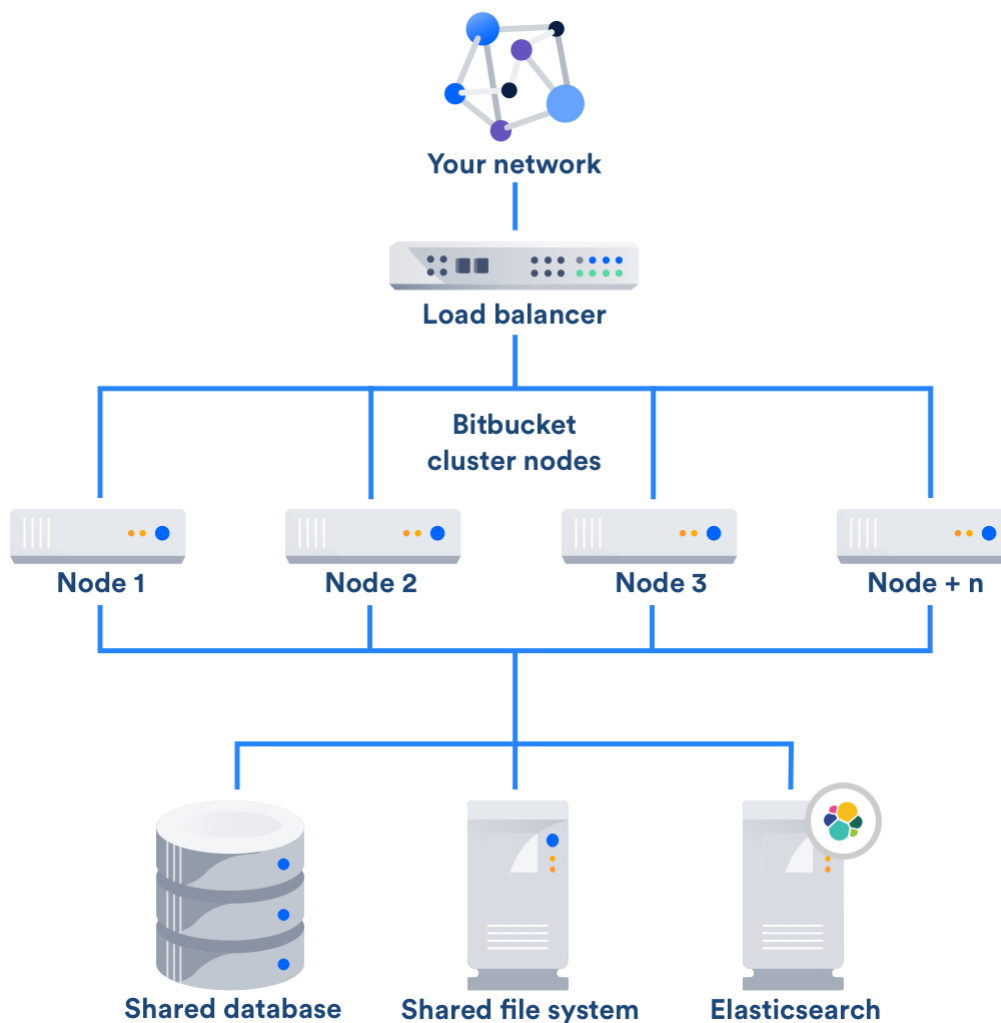 Your network
Load balancer
Bitbucket
cluster nodes
Node 1
Node 2
Node 3
Node + n
Shared database
Shared file system
Elasticsearch